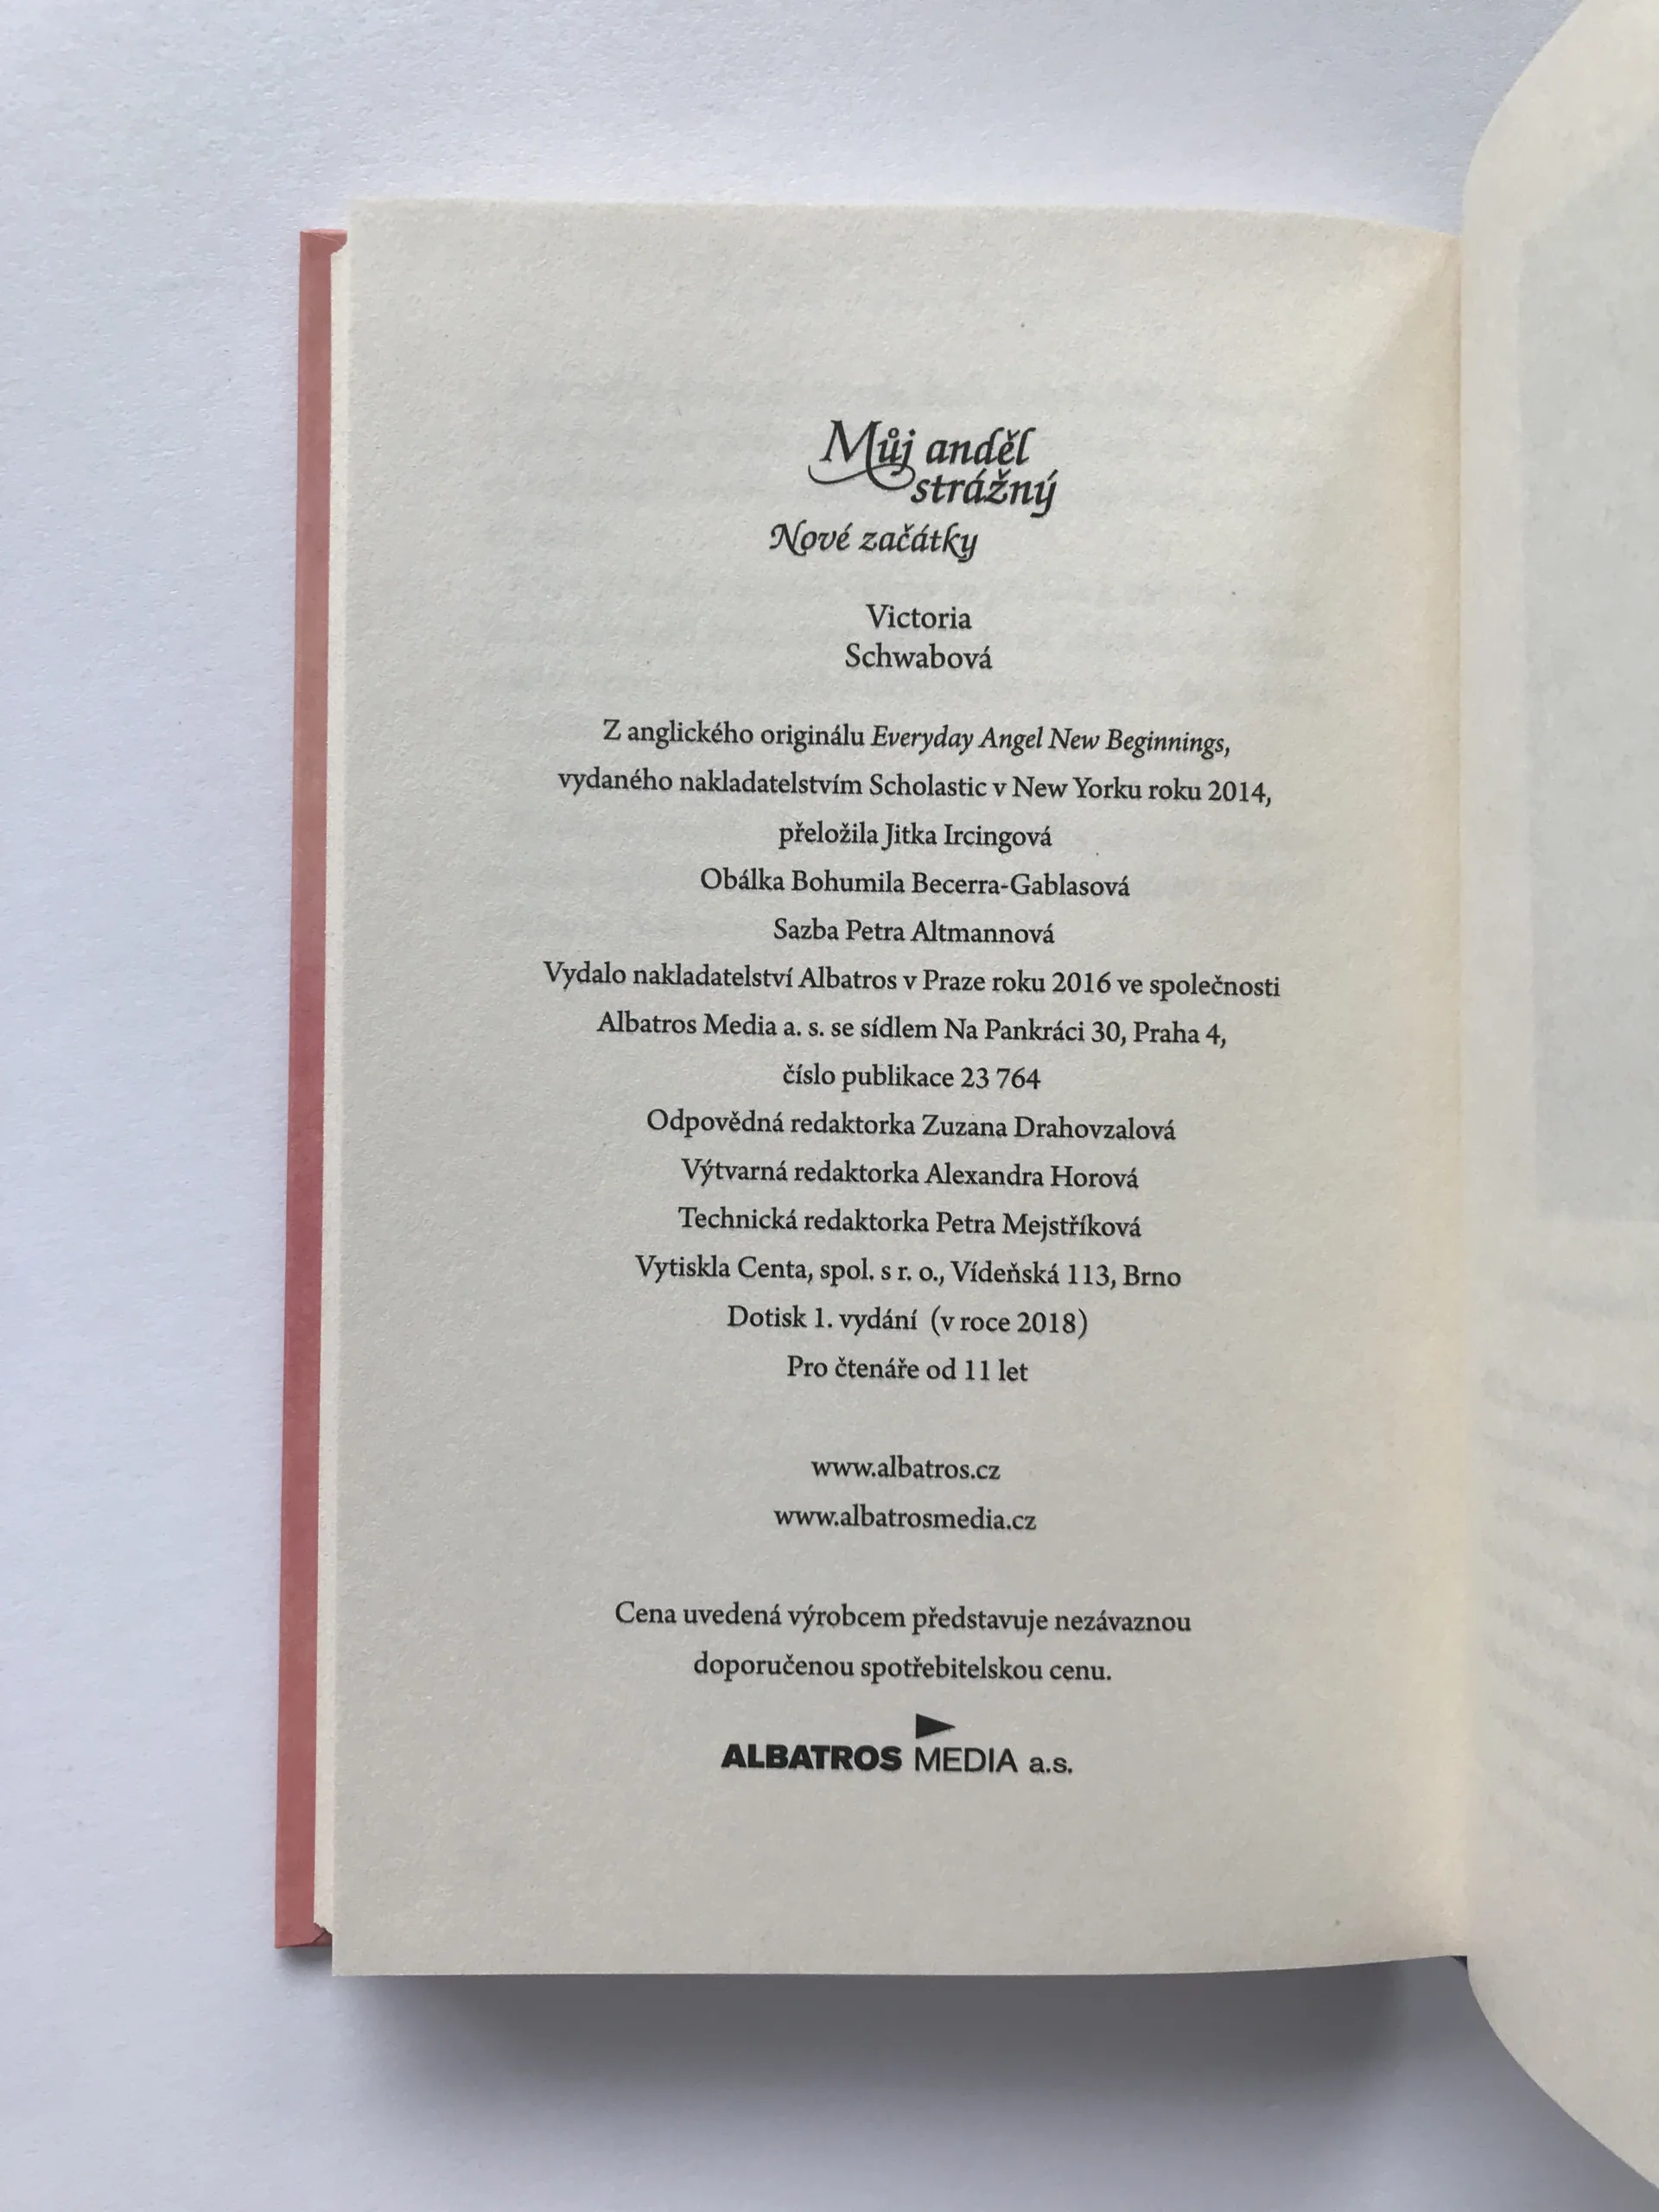 Můj anděl
strážný
Nové začátky
Victoria
Schwabová
Z anglického originálu Everyday Angel New Beginnings,
vydaného nakladatelstvím Scholastic v New Yorku roku 2014,
přeložila Jitka Ircingová
Obálka Bohumila Becerra-Gablasová
Sazba Petra Altmannová
Vydalo nakladatelství Albatros v Praze roku 2016 ve společnosti
Albatros Media a. s. se sídlem Na Pankráci 30, Praha 4,
číslo publikace 23 764
Odpovědná redaktorka Zuzana Drahovzalová
Výtvarná redaktorka Alexandra Horová
Technická redaktorka Petra Mejstříková
Vytiskla Centa, spol. s r. o., Vídeňská 113, Brno
Dotisk 1. vydání (v roce 2018)
Pro čtenáře od 11 let
www.albatros.cz
www.albatrosmedia.cz
Cena uvedená výrobcem představuje nezávaznou
doporučenou spotřebitelskou cenu.
ALBATROS MEDIA a.s.